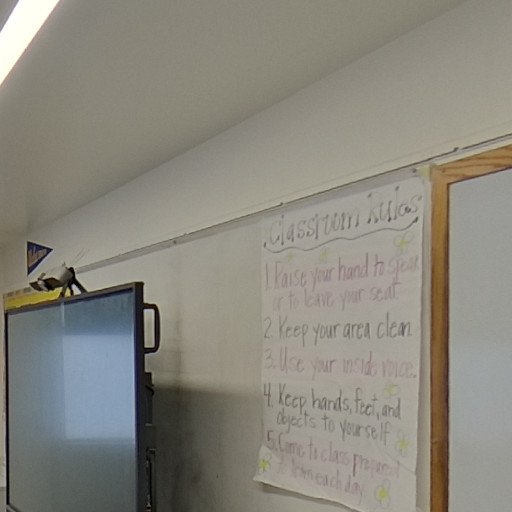 Classroom Rules
1. Raise your hand to speak
or to leave your seat.
2. Keep your area clean.
3. Use your inside voice.
4. Keep hands, feet, and
objects to yourself
5. Come to class prepared
to learn each day.